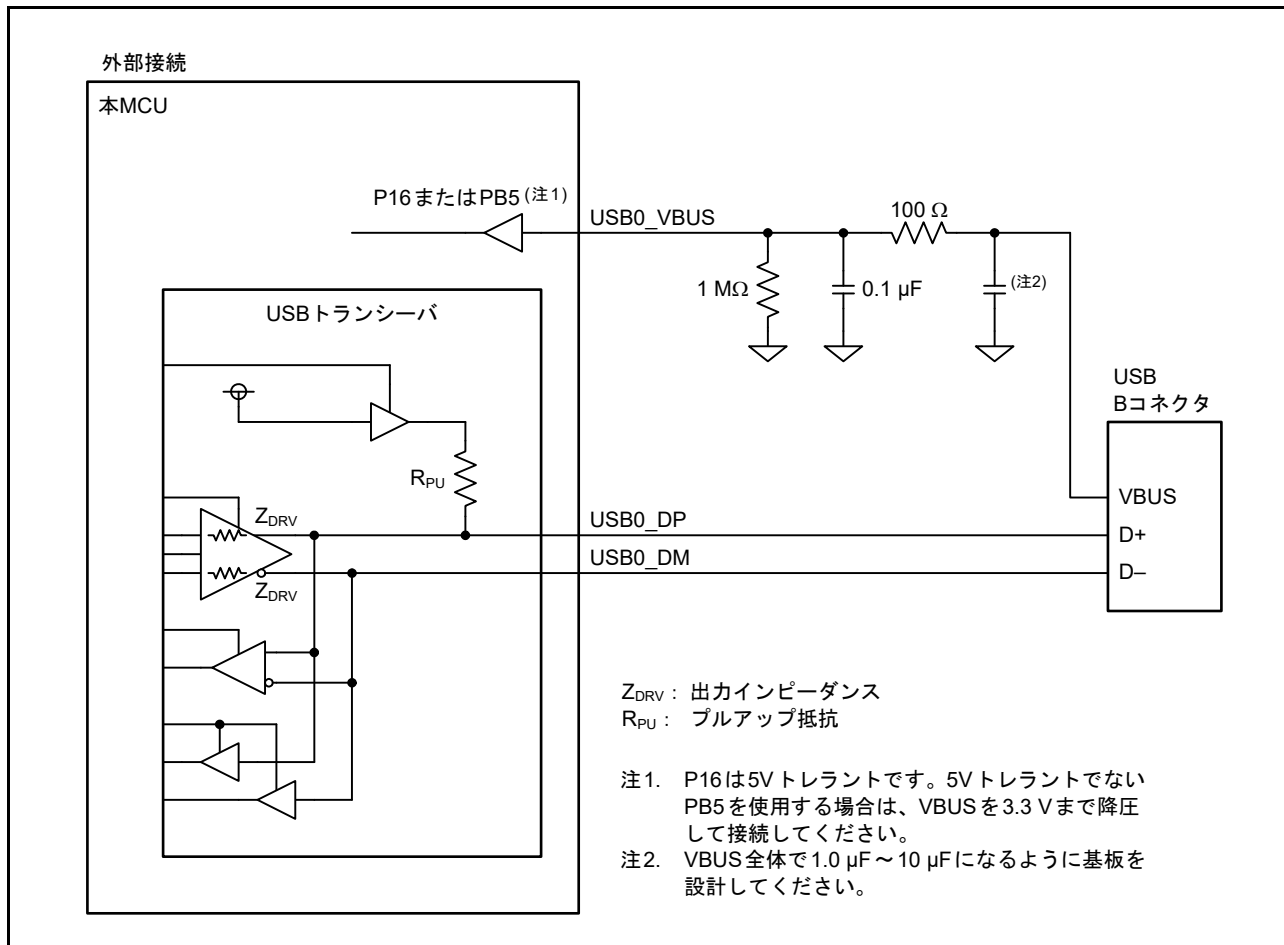 外部接続
本MCU
P16またはPB5(注1)
USB0_VBUS
100 Ω
1 MΩ
0.1 µF
(注2)
USBトランシーバ
USB
Bコネクタ
RPU
VBUS
ZDRV
USB0_DP
D+
USB0_DM
D–
ZDRV
ZDRV： 出力インピーダンス
RPU： プルアップ抵抗
注1. P16は5Vトレラントです。5Vトレラントでない
PB5を使用する場合は、VBUSを3.3 Vまで降圧
して接続してください。
注2. VBUS全体で1.0 µF～10 µFになるように基板を
設計してください。